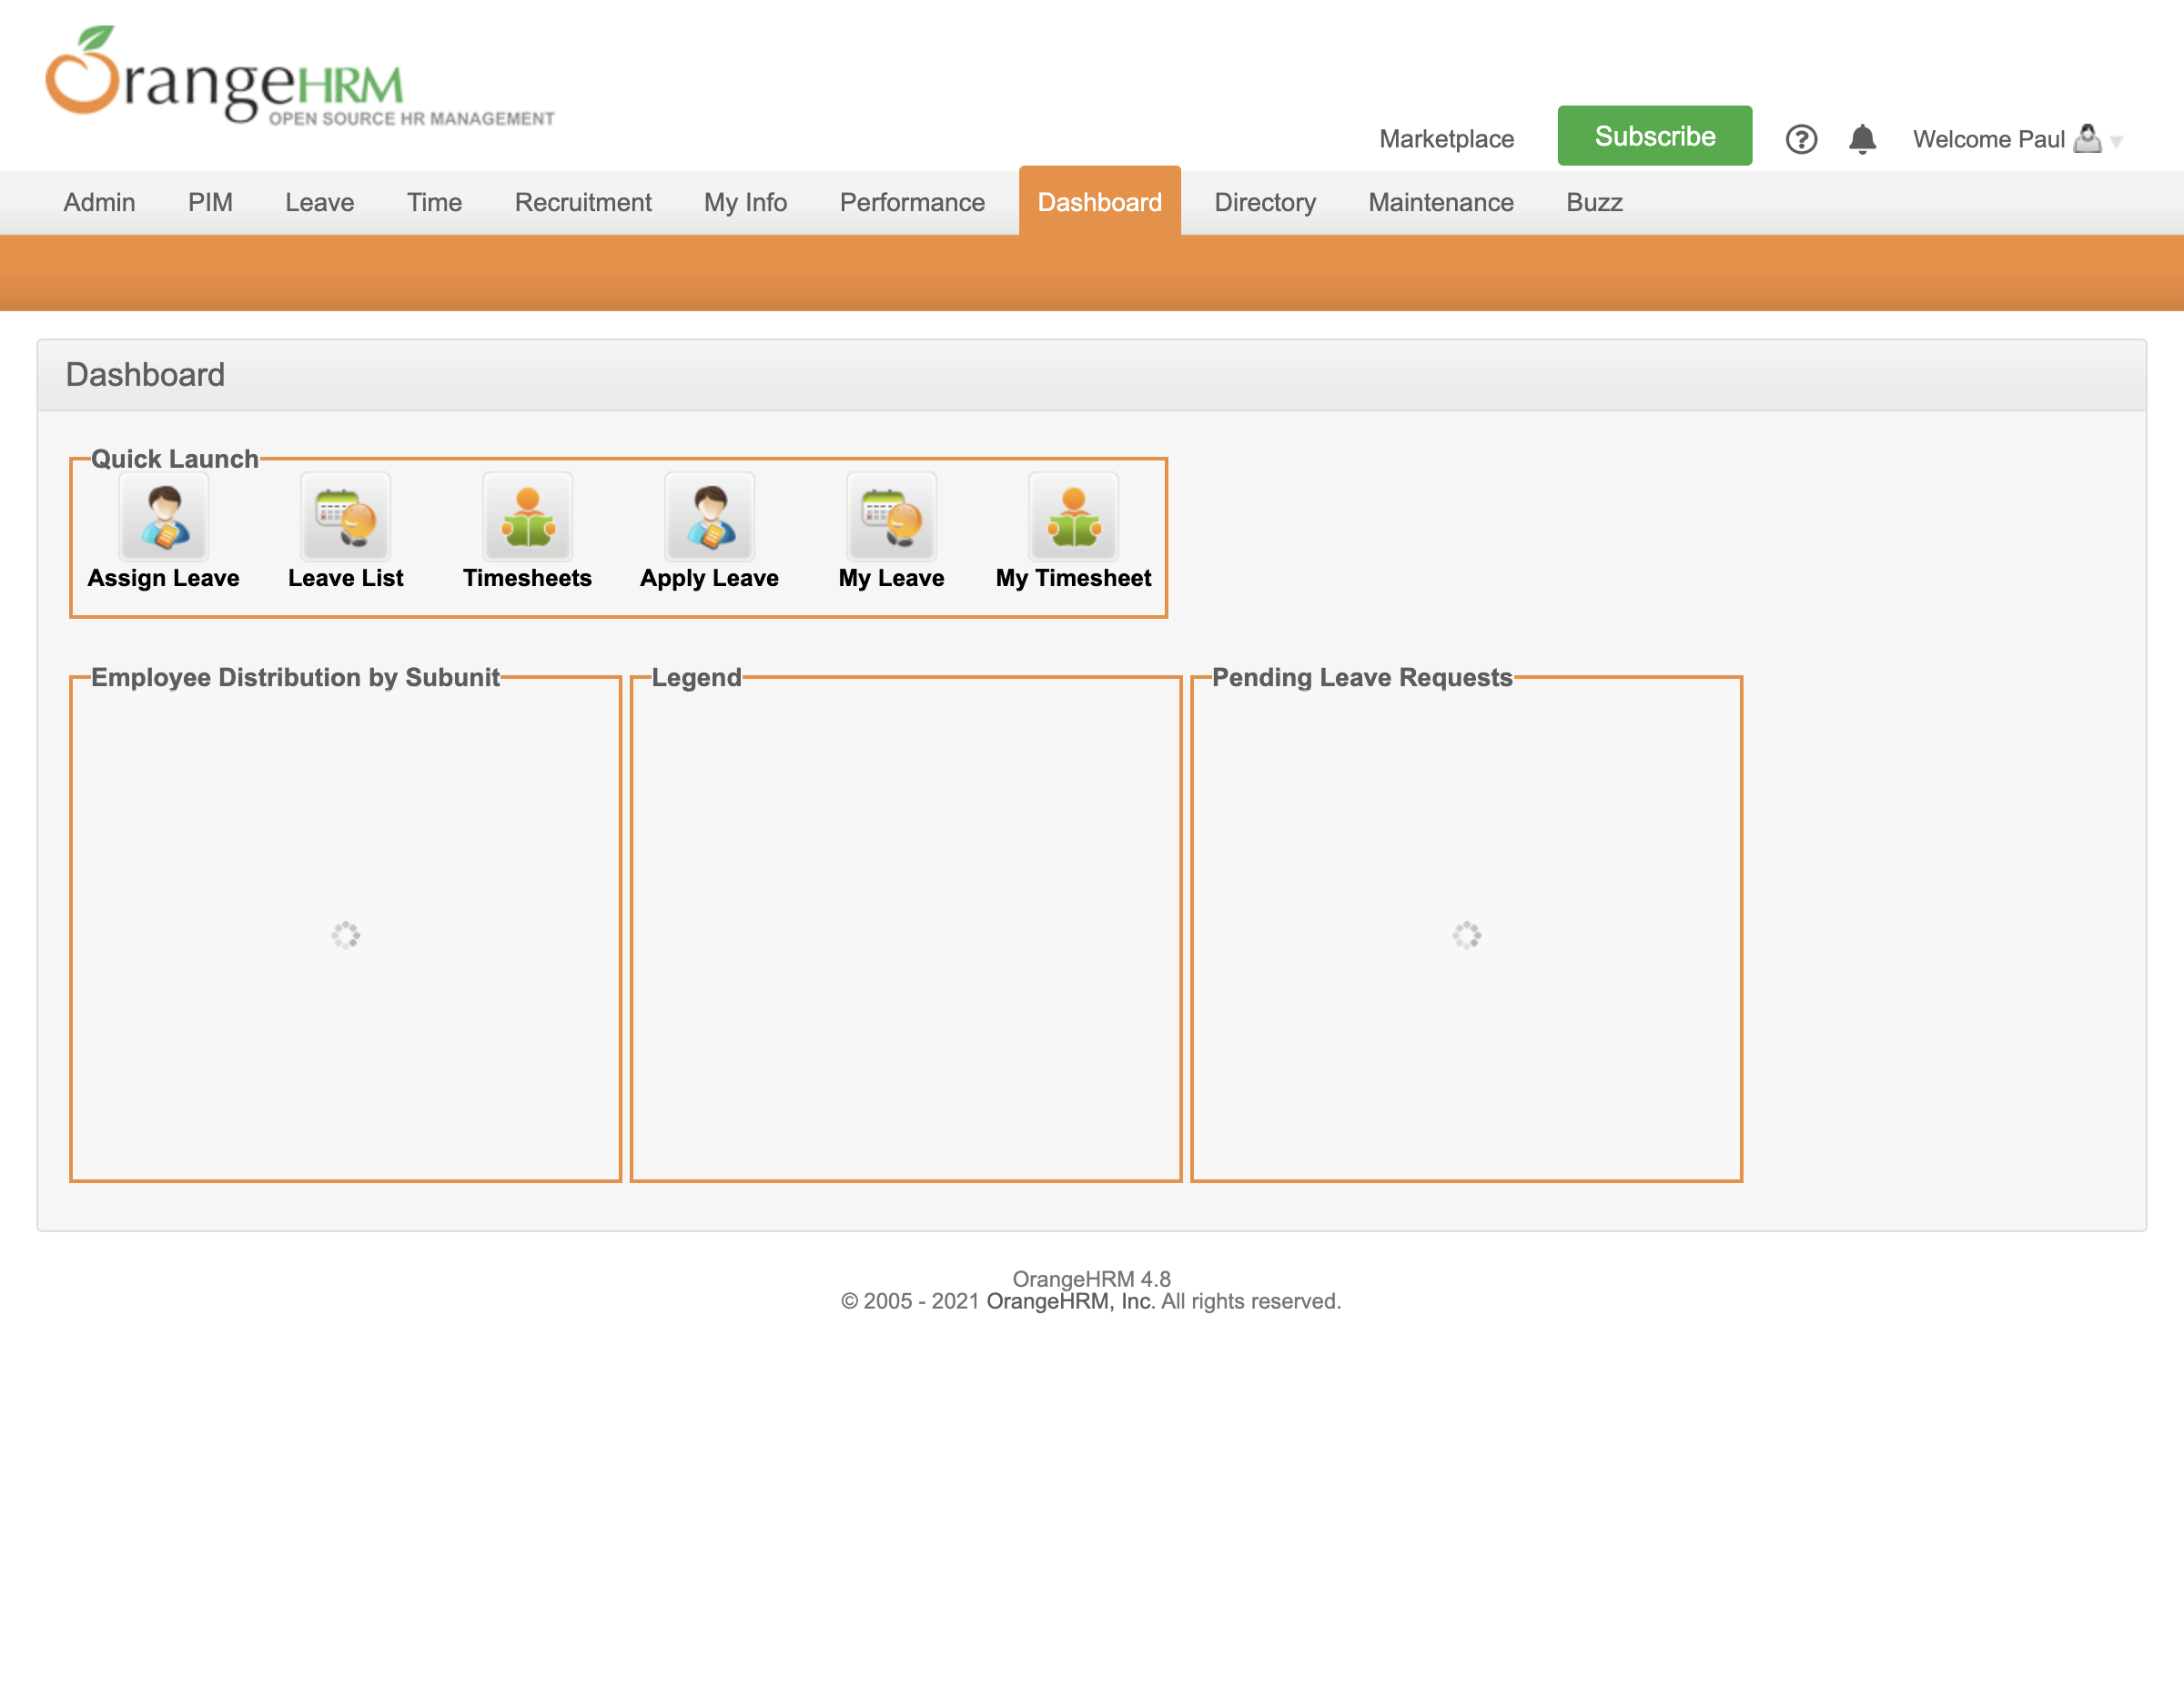 OrangeHRM
OPEN SOURCE HR MANAGEMENT
Marketplace
Subscribe
?
Welcome Paul
Admin PIM Leave Time Recruitment My Info Performance Dashboard Directory Maintenance Buzz
Dashboard
Quick Launch
Assign Leave Leave List Timesheets Apply Leave My Leave My Timesheet
Employee Distribution by Subunit Legend Pending Leave Requests
OrangeHRM 4.8
© 2005 - 2021 OrangeHRM, Inc. All rights reserved.